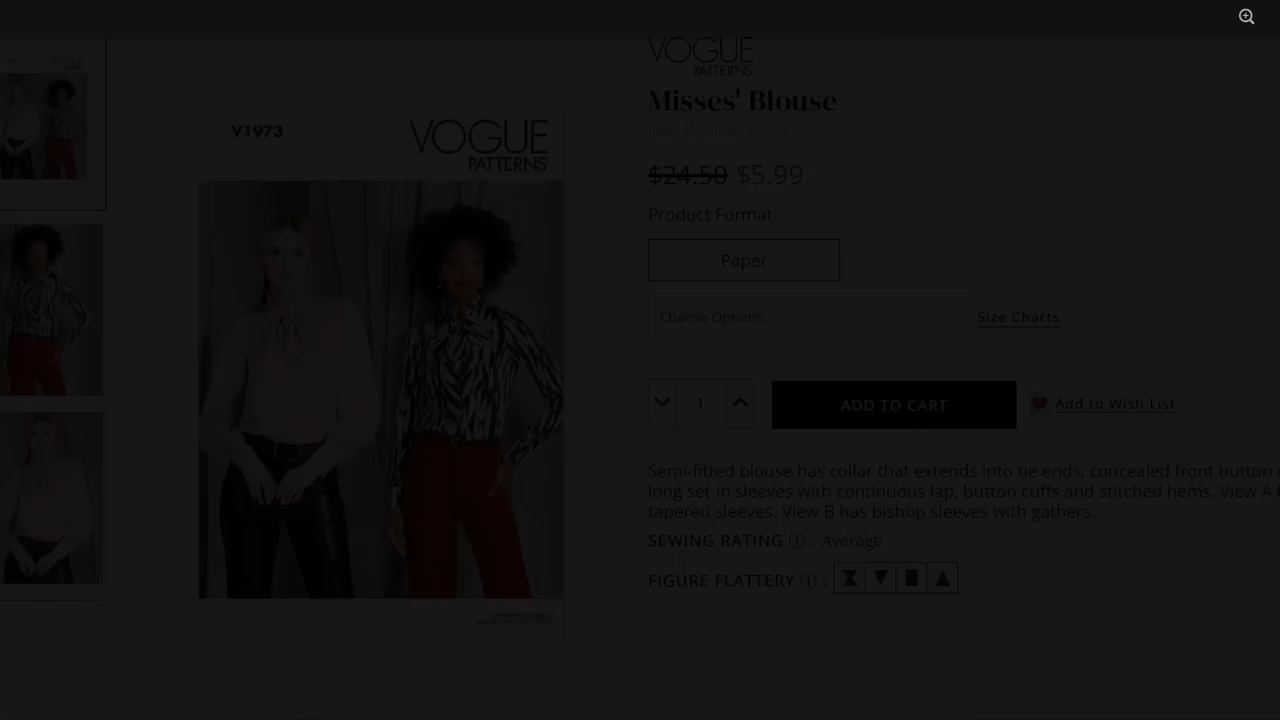 VOGUE
PATTERNS
Misses' Blouse
V1973
VOGUE
PATTERNS
$24.50 $5.99
Product Format
Paper
Choose Options
Size Charts
1
ADD TO CART
Add to Wish List
Semi-fitted blouse has collar that extends into tie ends, concealed front button
long set-in sleeves with continuous lap, button cuffs and stitched hems. View A
tapered sleeves. View B has bishop sleeves with gathers.
SEWING RATING ⓘ : Average
FIGURE FLATTERY ⓘ :